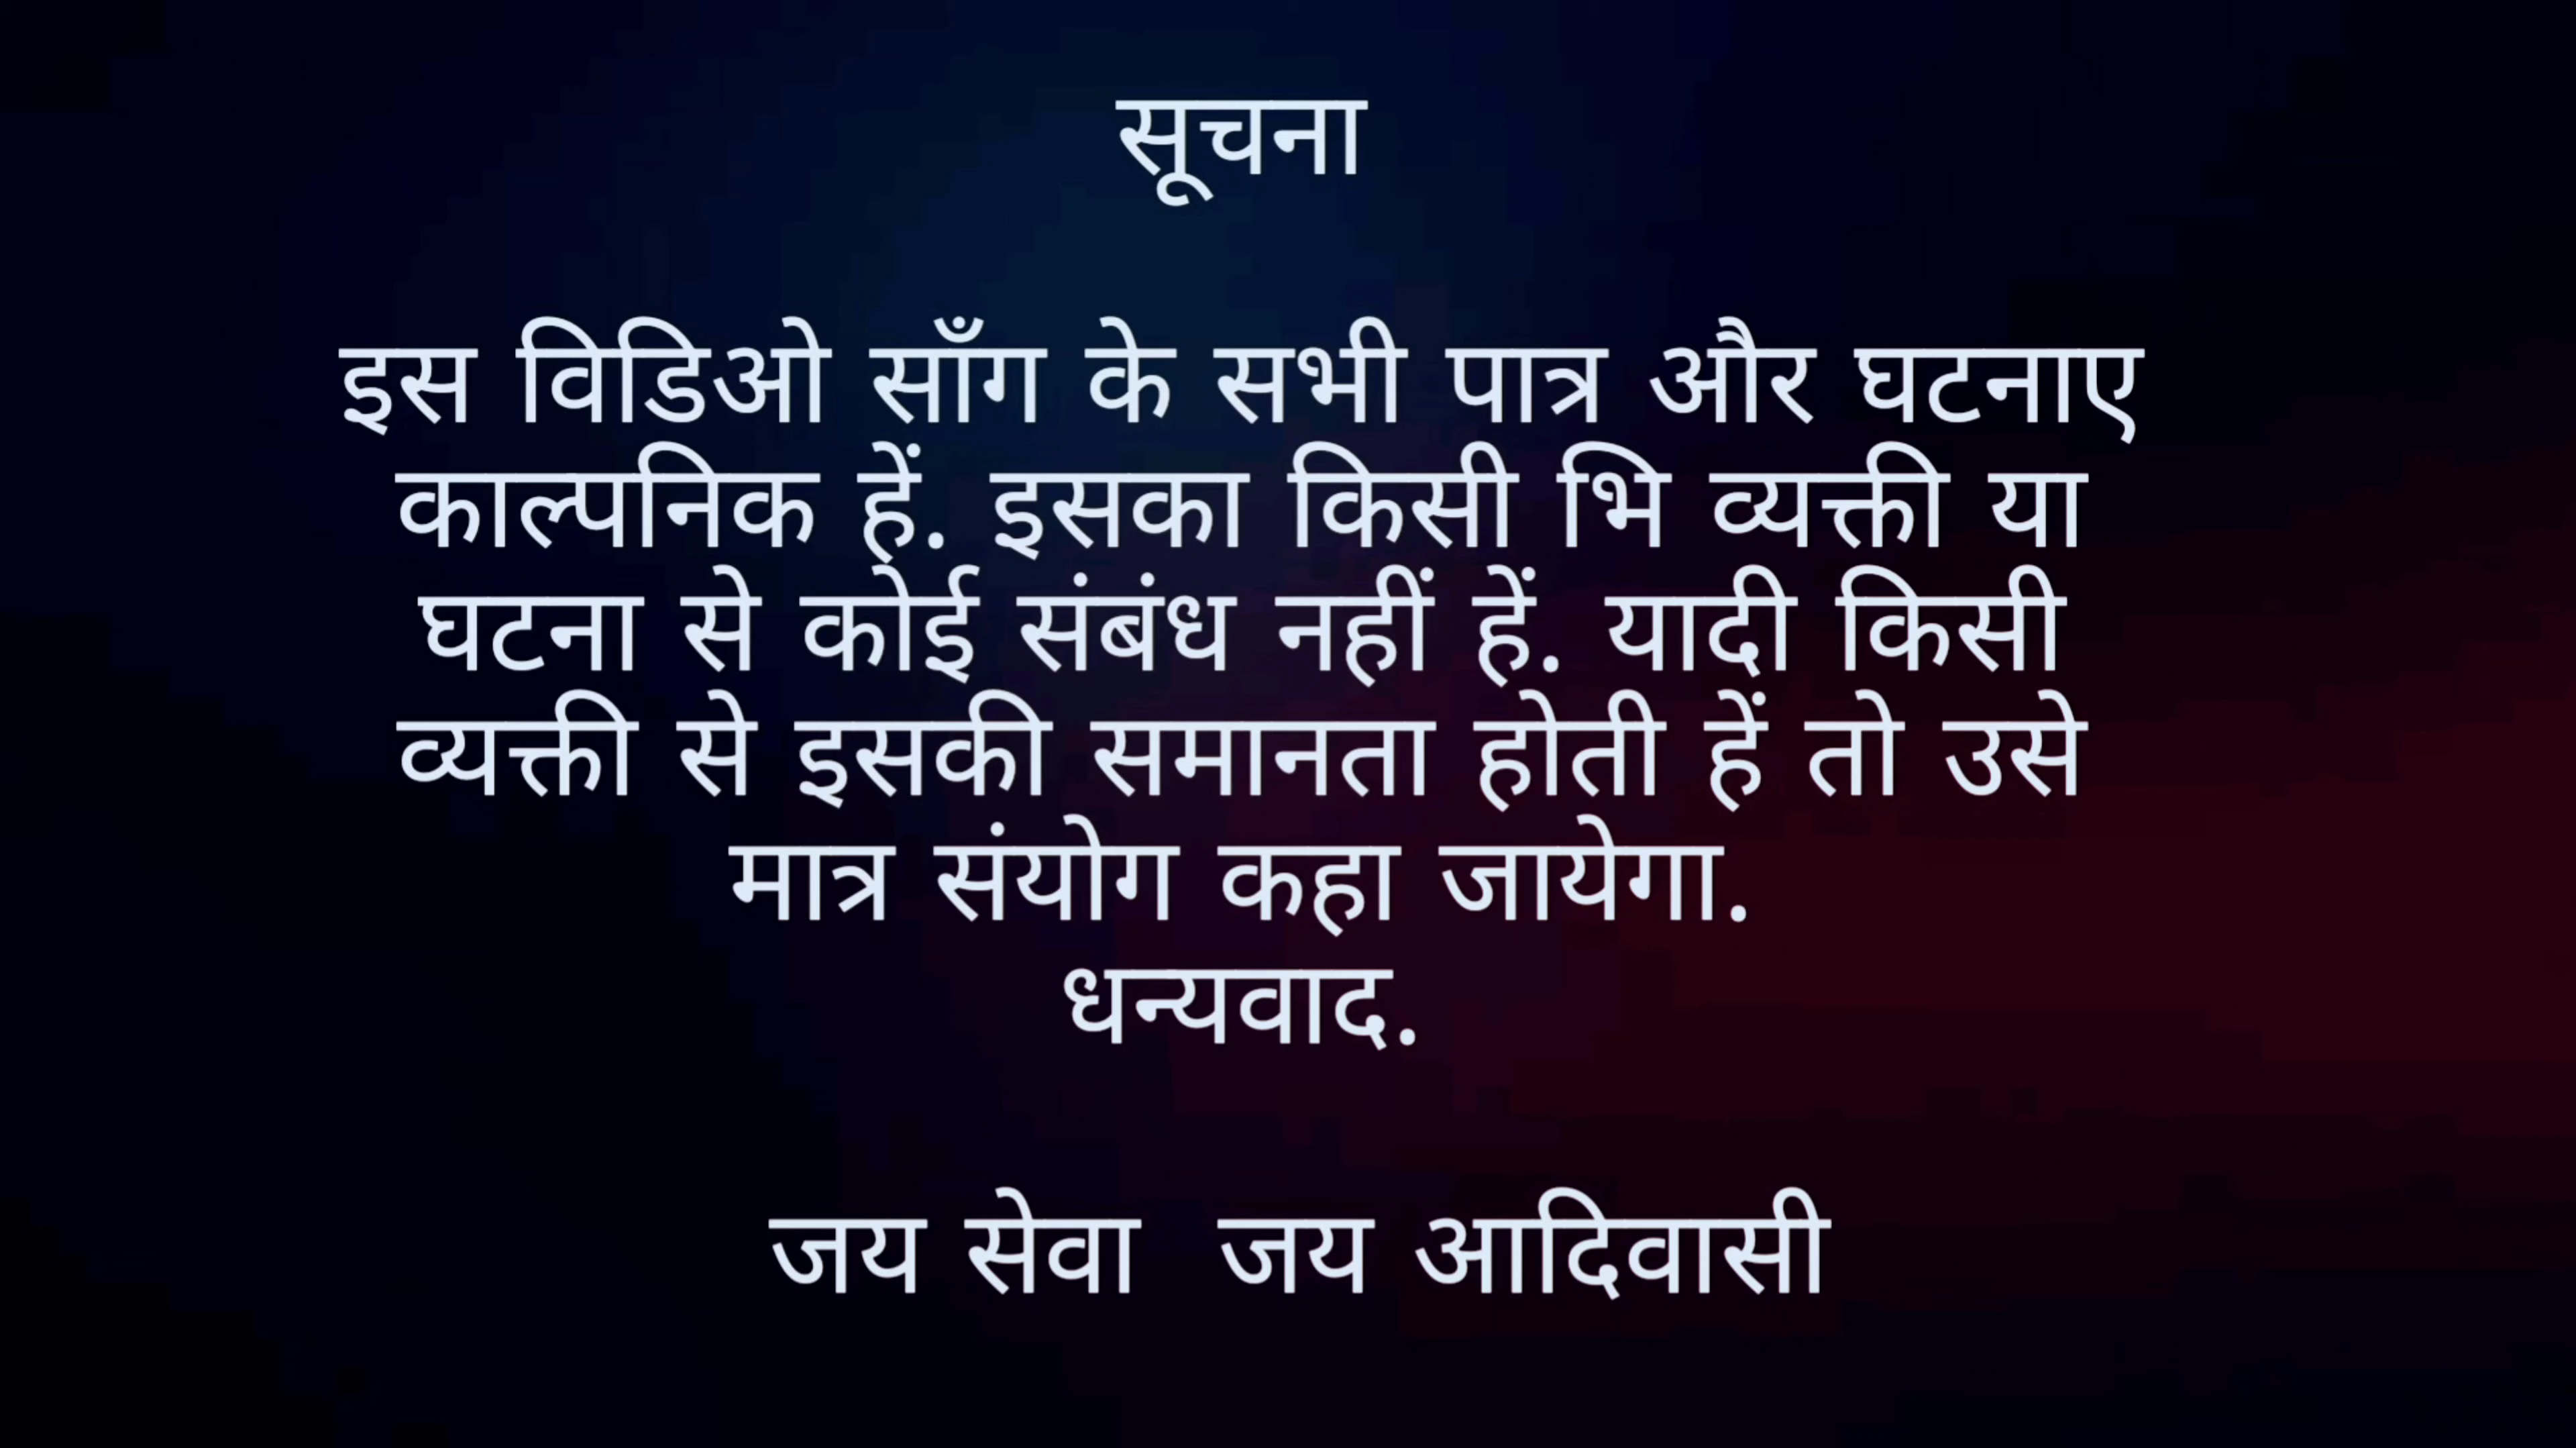 सूचना
इस विडिओ साँग के सभी पात्र और घटनाए
काल्पनिक हें. इसका किसी भि व्यक्ती या
घटना से कोई संबंध नहीं हें. यादी किसी
व्यक्ती से इसकी समानता होती हें तो उसे
मात्र संयोग कहा जायेगा.
धन्यवाद.
जय सेवा  जय आदिवासी